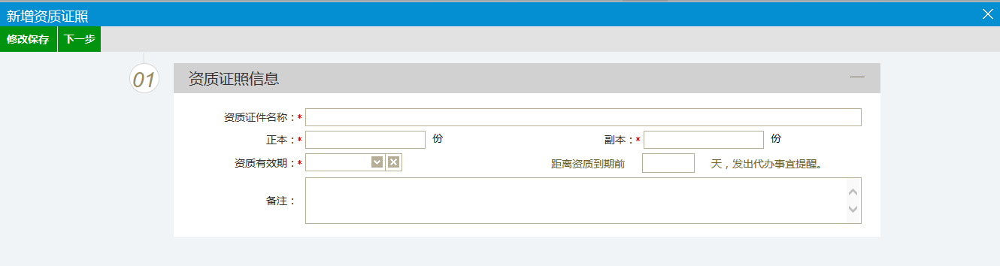 新增资质证照
修改保存 下一步
01 资质证照信息
资质证件名称：*
正本：* 份 副本：* 份
资质有效期：* 距离资质到期前 天，发出代办事宜提醒。
备注：